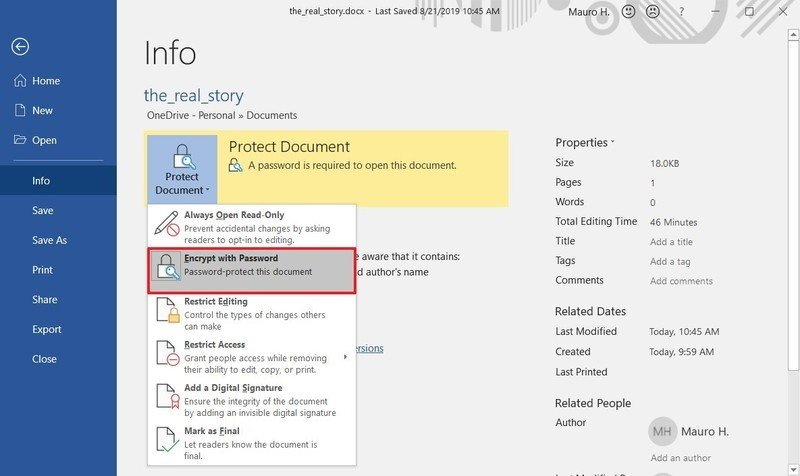 the_real_story.docx • Last Saved 8/21/2019 10:45 AM
Mauro H.
?
Home
New
Open
Info
Save
Save As
Print
Share
Export
Close
Info
the_real_story
OneDrive - Personal » Documents
Protect
Document
Protect Document
A password is required to open this document.
Always Open Read-Only
Prevent accidental changes by asking
readers to opt-in to editing.
Encrypt with Password
Password-protect this document
Restrict Editing
Control the types of changes others
can make
Restrict Access
Grant people access while removing
their ability to edit, copy, or print.
Add a Digital Signature
Ensure the integrity of the document
by adding an invisible digital signature
Mark as Final
Let readers know the document is
final.
aware that it contains:
author's name
Properties
Size 18.0KB
Pages 1
Words 0
Total Editing Time 46 Minutes
Title Add a title
Tags Add a tag
Comments Add comments
Related Dates
Last Modified Today, 10:45 AM
Created Today, 9:59 AM
Last Printed
Related People
Author MH Mauro H.
Add an author